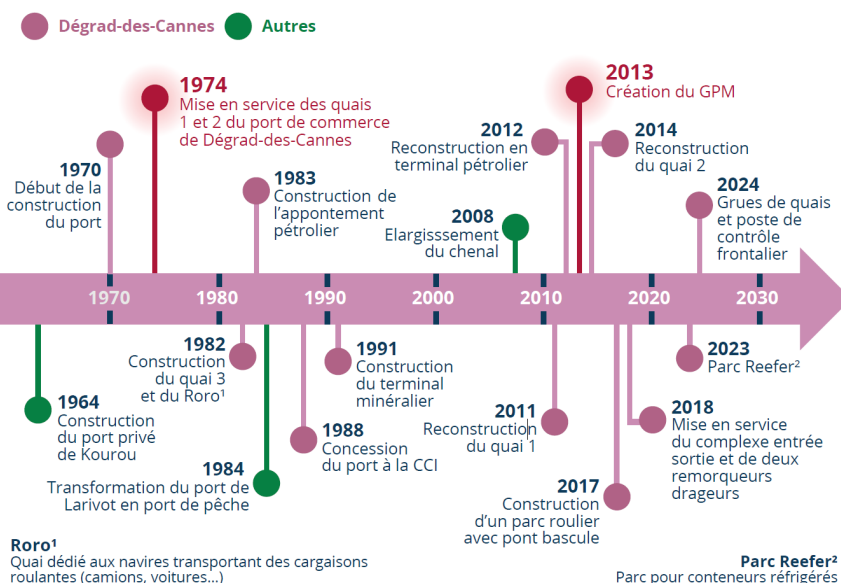 Dégrad-des-Cannes
Autres
1974
Mise en service des quais
1 et 2 du port de commerce
de Dégrad-des-Cannes
2013
Création du GPM
1970
Début de la
construction
du port
1983
Construction de
l'appontement
pétrolier
2012
Reconstruction en
terminal pétrolier
2014
Reconstruction
du quai 2
2008
Elargisssement
du chenal
2024
Grues de quais
et poste de
contrôle
frontalier
1970
1980
1990
2000
2010
2020
2030
1964
Construction
du port privé
de Kourou
1982
Construction
du quai 3
et du Roro¹
1984
Transformation du port de
Larivot en port de pêche
1991
Construction
du terminal
minéralier
1988
Concession
du port à la CCI
2011
Reconstruction
du quai 1
2017
Construction
d'un parc roulier
avec pont bascule
2023
Parc Reefer²
2018
Mise en service
du complexe entrée
sortie et de deux
remorqueurs
drageurs
Roro¹
Quai dédié aux navires transportant des cargaisons
roulantes (camions, voitures...)
Parc Reefer²
Parc pour conteneurs réfrigérés